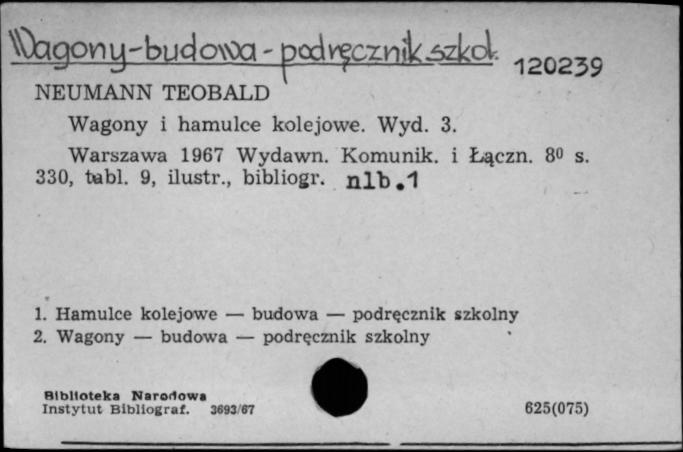 Wagony-budowa-podręcznik szkol. 120239
NEUMANN TEOBALD
Wagony i hamulce kolejowe. Wyd. 3.
Warszawa 1967 Wydawn. Komunik. i Łączn. 8⁰ s.
330, tabl. 9, ilustr., bibliogr. nlb.1
1. Hamulce kolejowe — budowa — podręcznik szkolny
2. Wagony — budowa — podręcznik szkolny
Biblioteka Narodowa
Instytut Bibliograf. 3693/67
625(075)